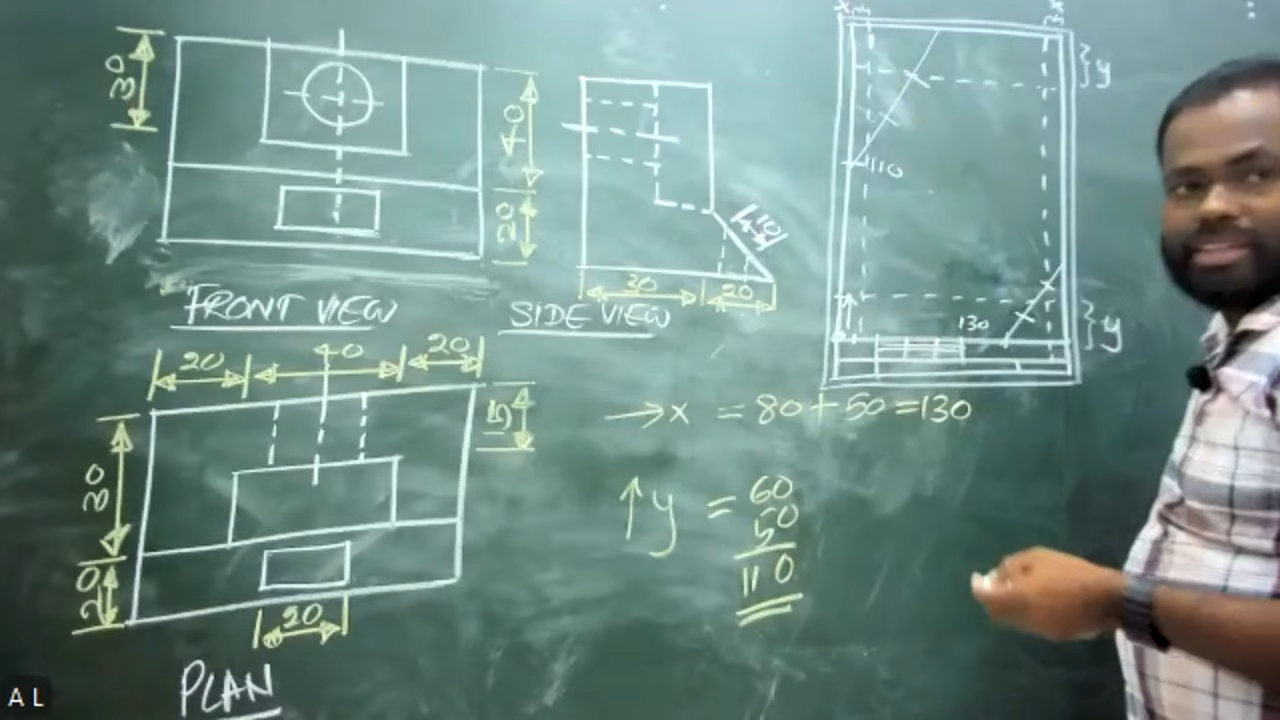 30
40
20
FRONT VIEW
30
20
10
SIDE VIEW
20
40
20
15
30
20
20
PLAN
x
x
y
110
130
y
→ x = 80 + 50 = 130
↑ y = 60
50
110
A L